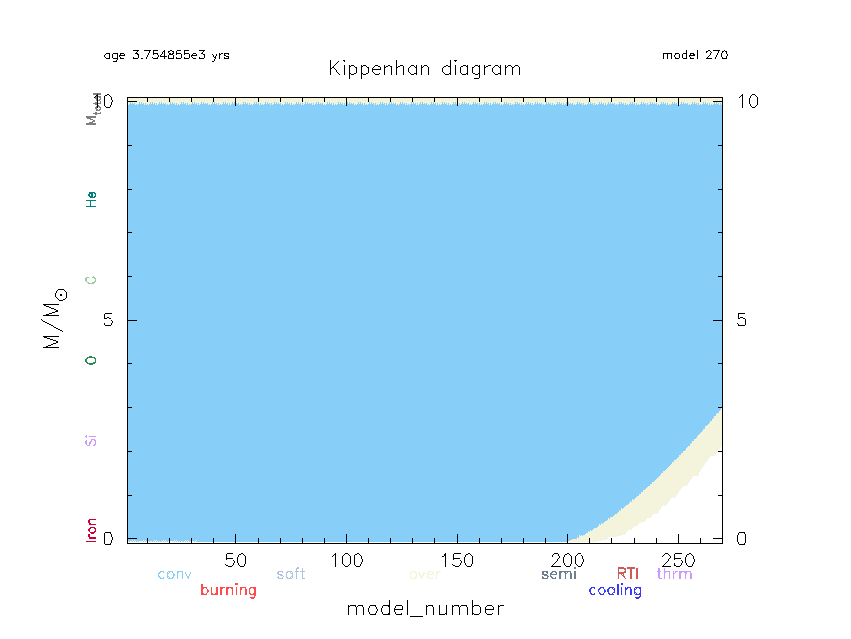 age 3.754855e3 yrs
model 270
Kippenhan diagram
M_total
10
10
He
C
M/M☉
5
5
O
Si
Iron
0
0
50
100
150
200
250
conv
soft
over
semi
RTI
thrm
burning
cooling
model_number